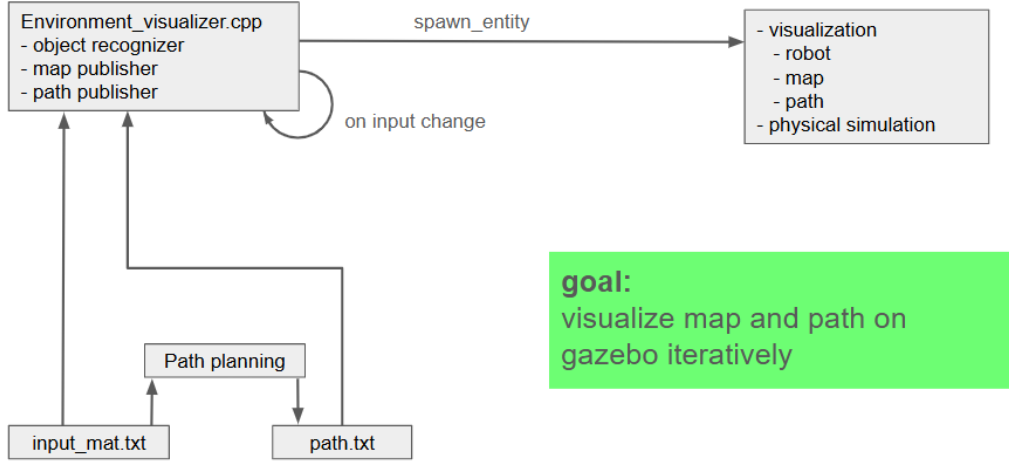 Environment_visualizer.cpp
- object recognizer
- map publisher
- path publisher
spawn_entity
on input change
- visualization
- robot
- map
- path
- physical simulation
goal:
visualize map and path on
gazebo iteratively
Path planning
input_mat.txt
path.txt